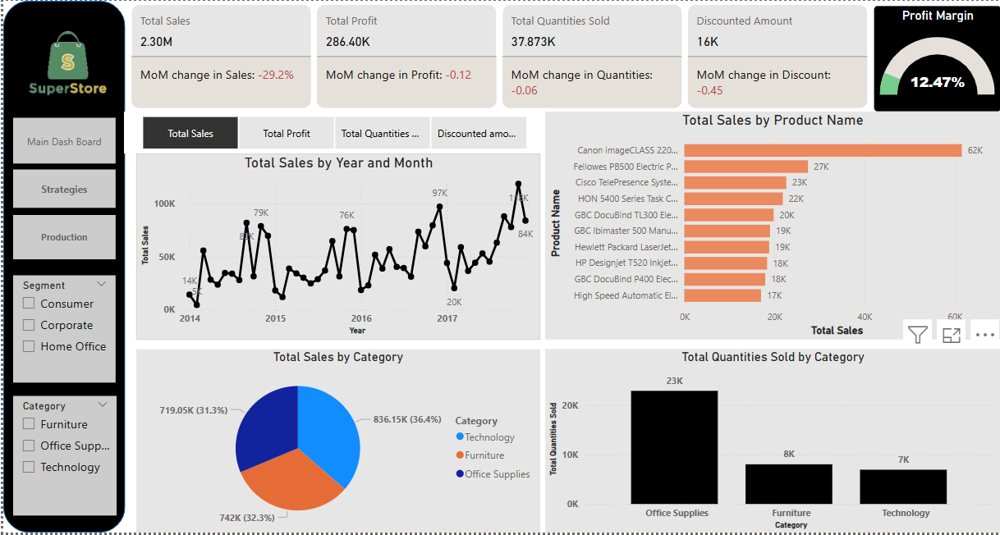 S
SuperStore
Main Dash Board
Strategies
Production
Segment
Consumer
Corporate
Home Office
Category
Furniture
Office Supp...
Technology
Total Sales
2.30M
MoM change in Sales: -29.2%
Total Profit
286.40K
MoM change in Profit: -0.12
Total Quantities Sold
37.873K
MoM change in Quantities:
-0.06
Discounted Amount
16K
MoM change in Discount:
-0.45
Profit Margin
12.47%
Total Sales
Total Profit
Total Quantities ...
Discounted amo...
Total Sales by Year and Month
Total Sales
100K
50K
0K
14K
5K
82K
79K
76K
97K
20K
118K
84K
2014
2015
2016
2017
Year
Total Sales by Product Name
Product Name
Canon imageCLASS 220... 62K
Fellowes PB500 Electric P... 27K
Cisco TelePresence Syste... 23K
HON 5400 Series Task C... 22K
GBC DocuBind TL300 Ele... 20K
GBC Ibimaster 500 Manu... 19K
Hewlett Packard LaserJet... 19K
HP Designjet T520 Inkjet... 18K
GBC DocuBind P400 Elec... 18K
High Speed Automatic El... 17K
0K 20K 40K 60K
Total Sales
Total Sales by Category
719.05K (31.3%)
836.15K (36.4%)
742K (32.3%)
Category
Technology
Furniture
Office Supplies
Total Quantities Sold by Category
Total Quantities Sold
20K
10K
0K
23K
8K
7K
Office Supplies
Furniture
Technology
Category